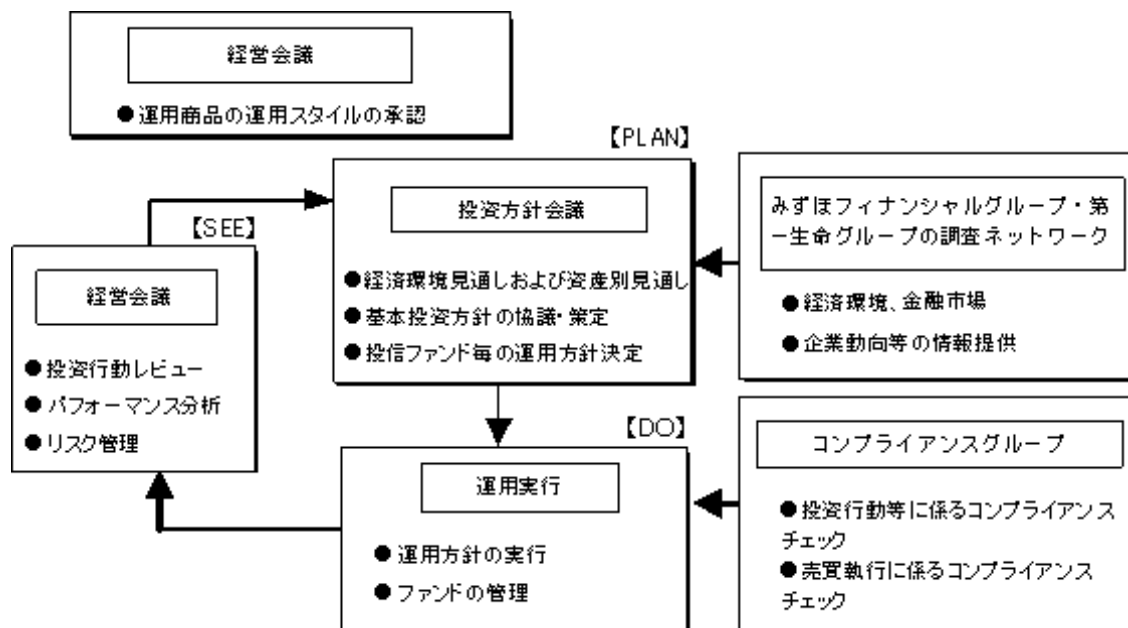 経営会議
●運用商品の運用スタイルの承認
【PLAN】
投資方針会議
●経済環境見通しおよび資産別見通し
●基本投資方針の協議・策定
●投信ファンド毎の運用方針決定
みずほフィナンシャルグループ・第
一生命グループの調査ネットワーク
●経済環境、金融市場
●企業動向等の情報提供
【SEE】
経営会議
●投資行動レビュー
●パフォーマンス分析
●リスク管理
【DO】
運用実行
●運用方針の実行
●ファンドの管理
コンプライアンスグループ
●投資行動等に係るコンプライアンス
チェック
●売買執行に係るコンプライアンス
チェック